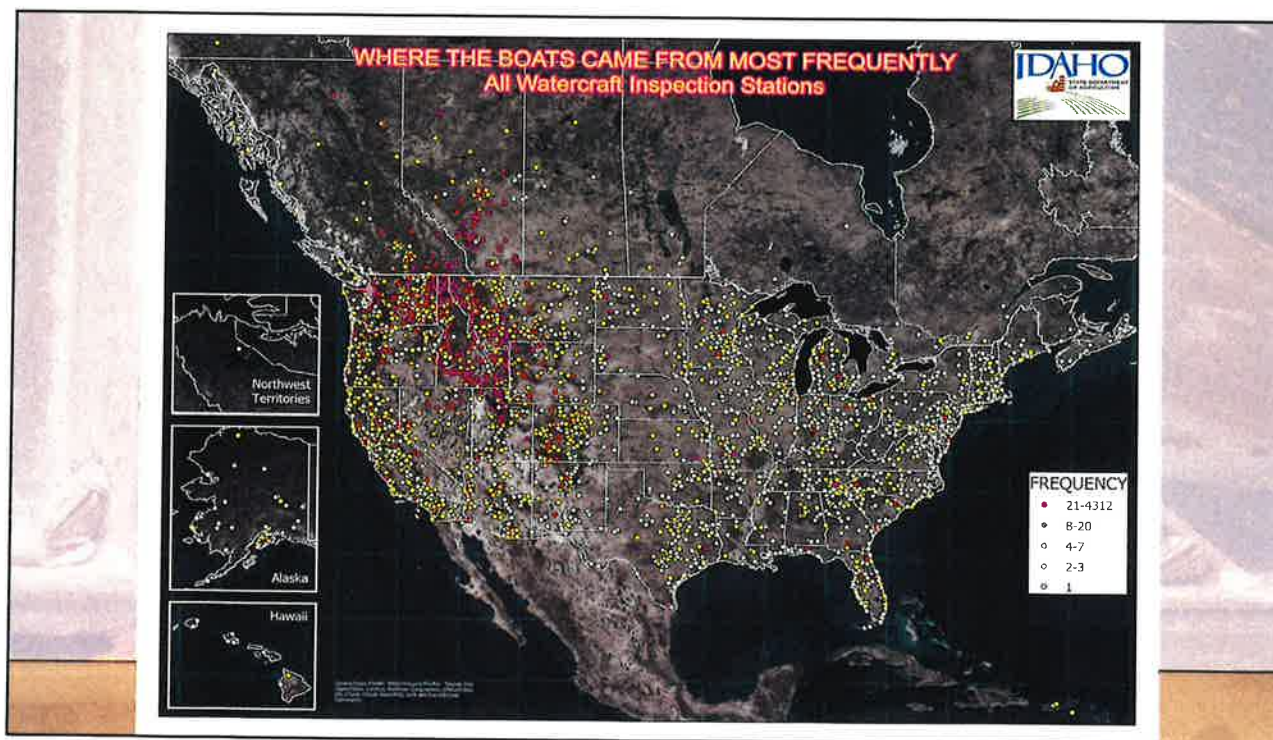 WHERE THE BOATS CAME FROM MOST FREQUENTLY
All Watercraft Inspection Stations
IDAHO
STATE DEPARTMENT
OF AGRICULTURE
Northwest
Territories
Alaska
Hawaii
FREQUENCY
21-4312
8-20
4-7
2-3
1